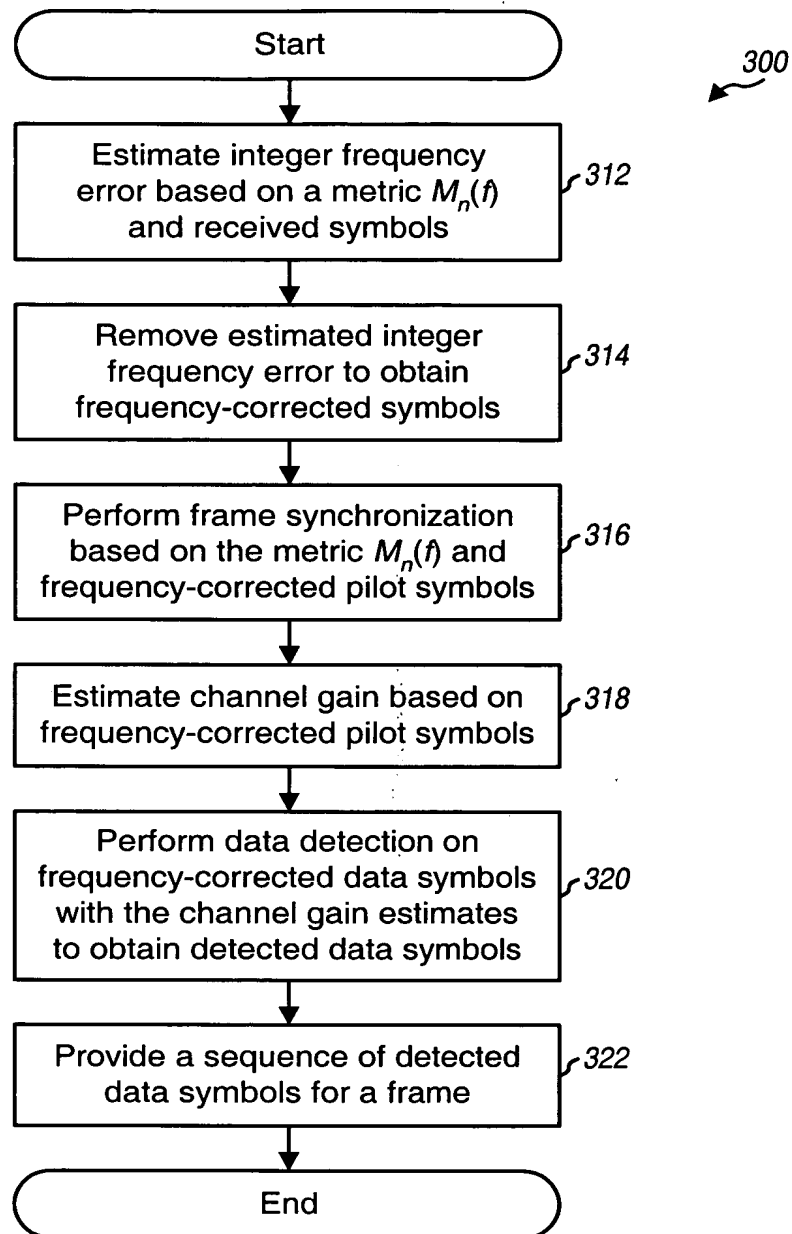 Start
300
Estimate integer frequency
error based on a metric Mn(f)
and received symbols
312
Remove estimated integer
frequency error to obtain
frequency-corrected symbols
314
Perform frame synchronization
based on the metric Mn(f) and
frequency-corrected pilot symbols
316
Estimate channel gain based on
frequency-corrected pilot symbols
318
Perform data detection on
frequency-corrected data symbols
with the channel gain estimates
to obtain detected data symbols
320
Provide a sequence of detected
data symbols for a frame
322
End